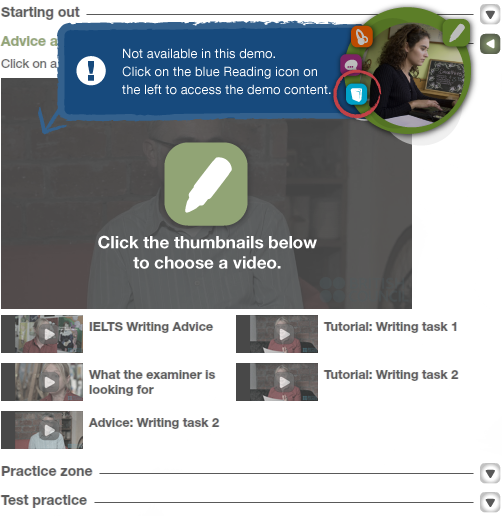 Starting out
Advice a
Click on a
Not available in this demo.
Click on the blue Reading icon on
the left to access the demo content.
Click the thumbnails below
to choose a video.
IELTS Writing Advice
Tutorial: Writing task 1
What the examiner is
looking for
Tutorial: Writing task 2
Advice: Writing task 2
Practice zone
Test practice